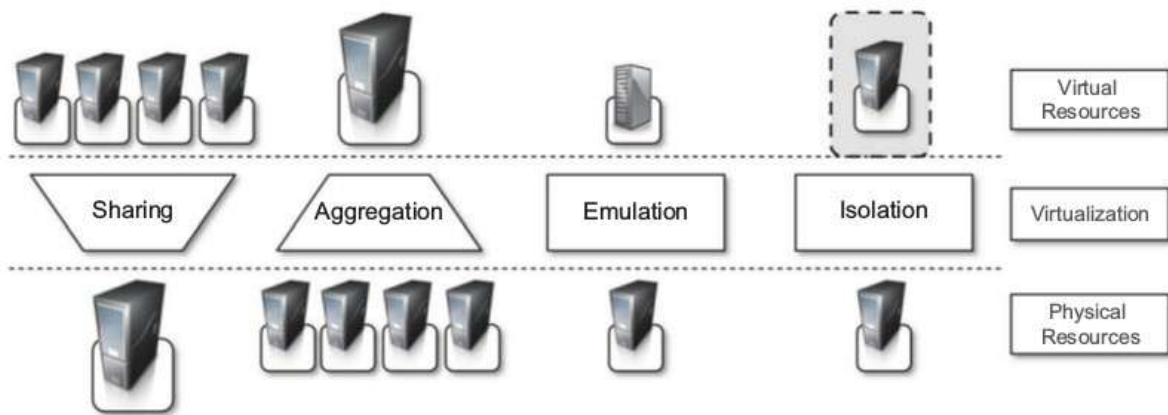 Virtual
Resources
Sharing
Aggregation
Emulation
Isolation
Virtualization
Physical
Resources